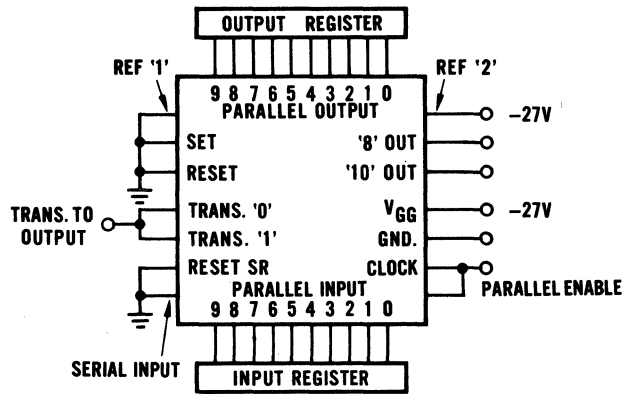 OUTPUT REGISTER
REF '1'
REF '2'
9 8 7 6 5 4 3 2 1 0
PARALLEL OUTPUT
-27V
SET
'8' OUT
RESET
'10' OUT
TRANS. TO
OUTPUT
TRANS. '0'
VGG
-27V
TRANS. '1'
GND.
RESET SR
CLOCK
PARALLEL INPUT
PARALLEL ENABLE
9 8 7 6 5 4 3 2 1 0
SERIAL INPUT
INPUT REGISTER